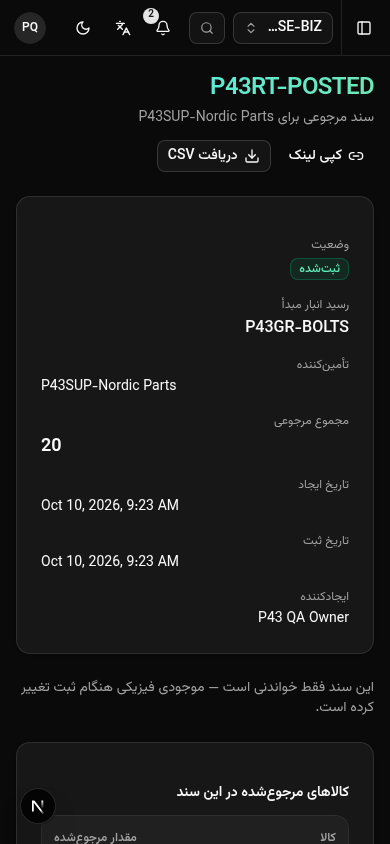 PQ
2
SE-BIZ...
P43RT-POSTED
سند مرجوعی برای P43SUP-Nordic Parts
کپی لینک
دریافت CSV
وضعیت
ثبت‌شده
رسید انبار مبدأ
P43GR-BOLTS
تأمین‌کننده
P43SUP-Nordic Parts
مجموع مرجوعی
20
تاریخ ایجاد
Oct 10, 2026, 9:23 AM
تاریخ ثبت
Oct 10, 2026, 9:23 AM
ایجادکننده
P43 QA Owner
این سند فقط خواندنی است — موجودی فیزیکی هنگام ثبت تغییر
کرده است.
کالاهای مرجوع‌شده در این سند
N
کالا
مقدار مرجوع‌شده